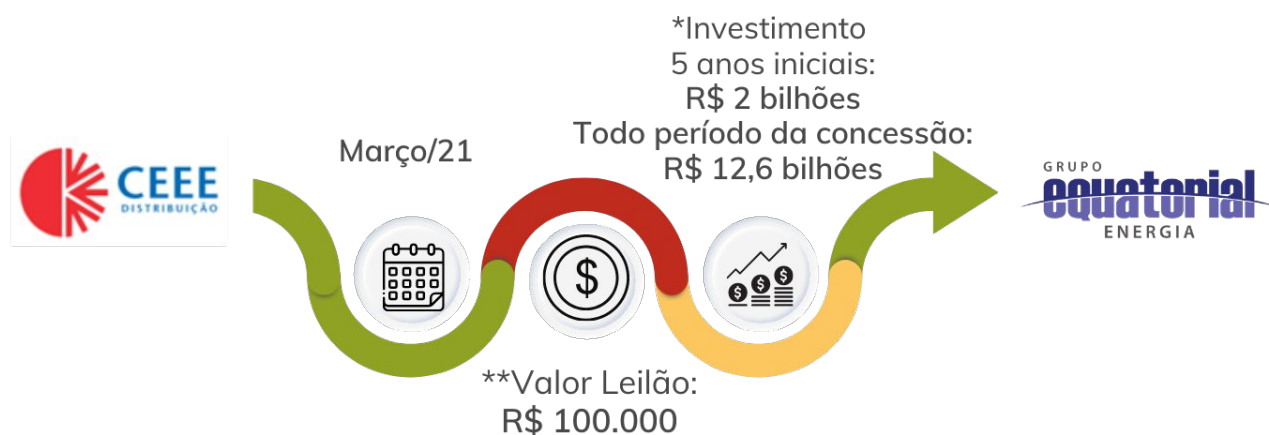 CEEE
DISTRIBUIÇÃO
Março/21
**Valor Leilão:
R$ 100.000
*Investimento
5 anos iniciais:
R$ 2 bilhões
Todo período da concessão:
R$ 12,6 bilhões
GRUPO
equatorial
ENERGIA